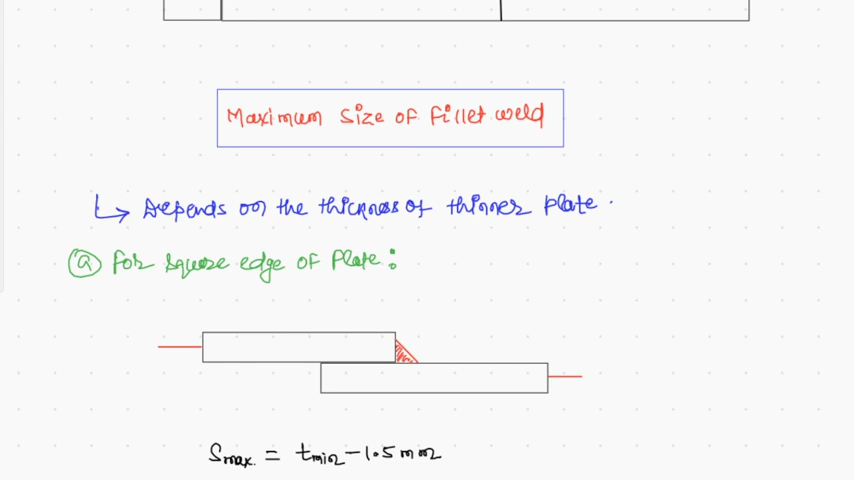 Maximum Size of fillet weld
↳ Depends on the thickness of thinner plate.
ⓐ For square edge of plate:
Smax. = tmin - 1.5 mm